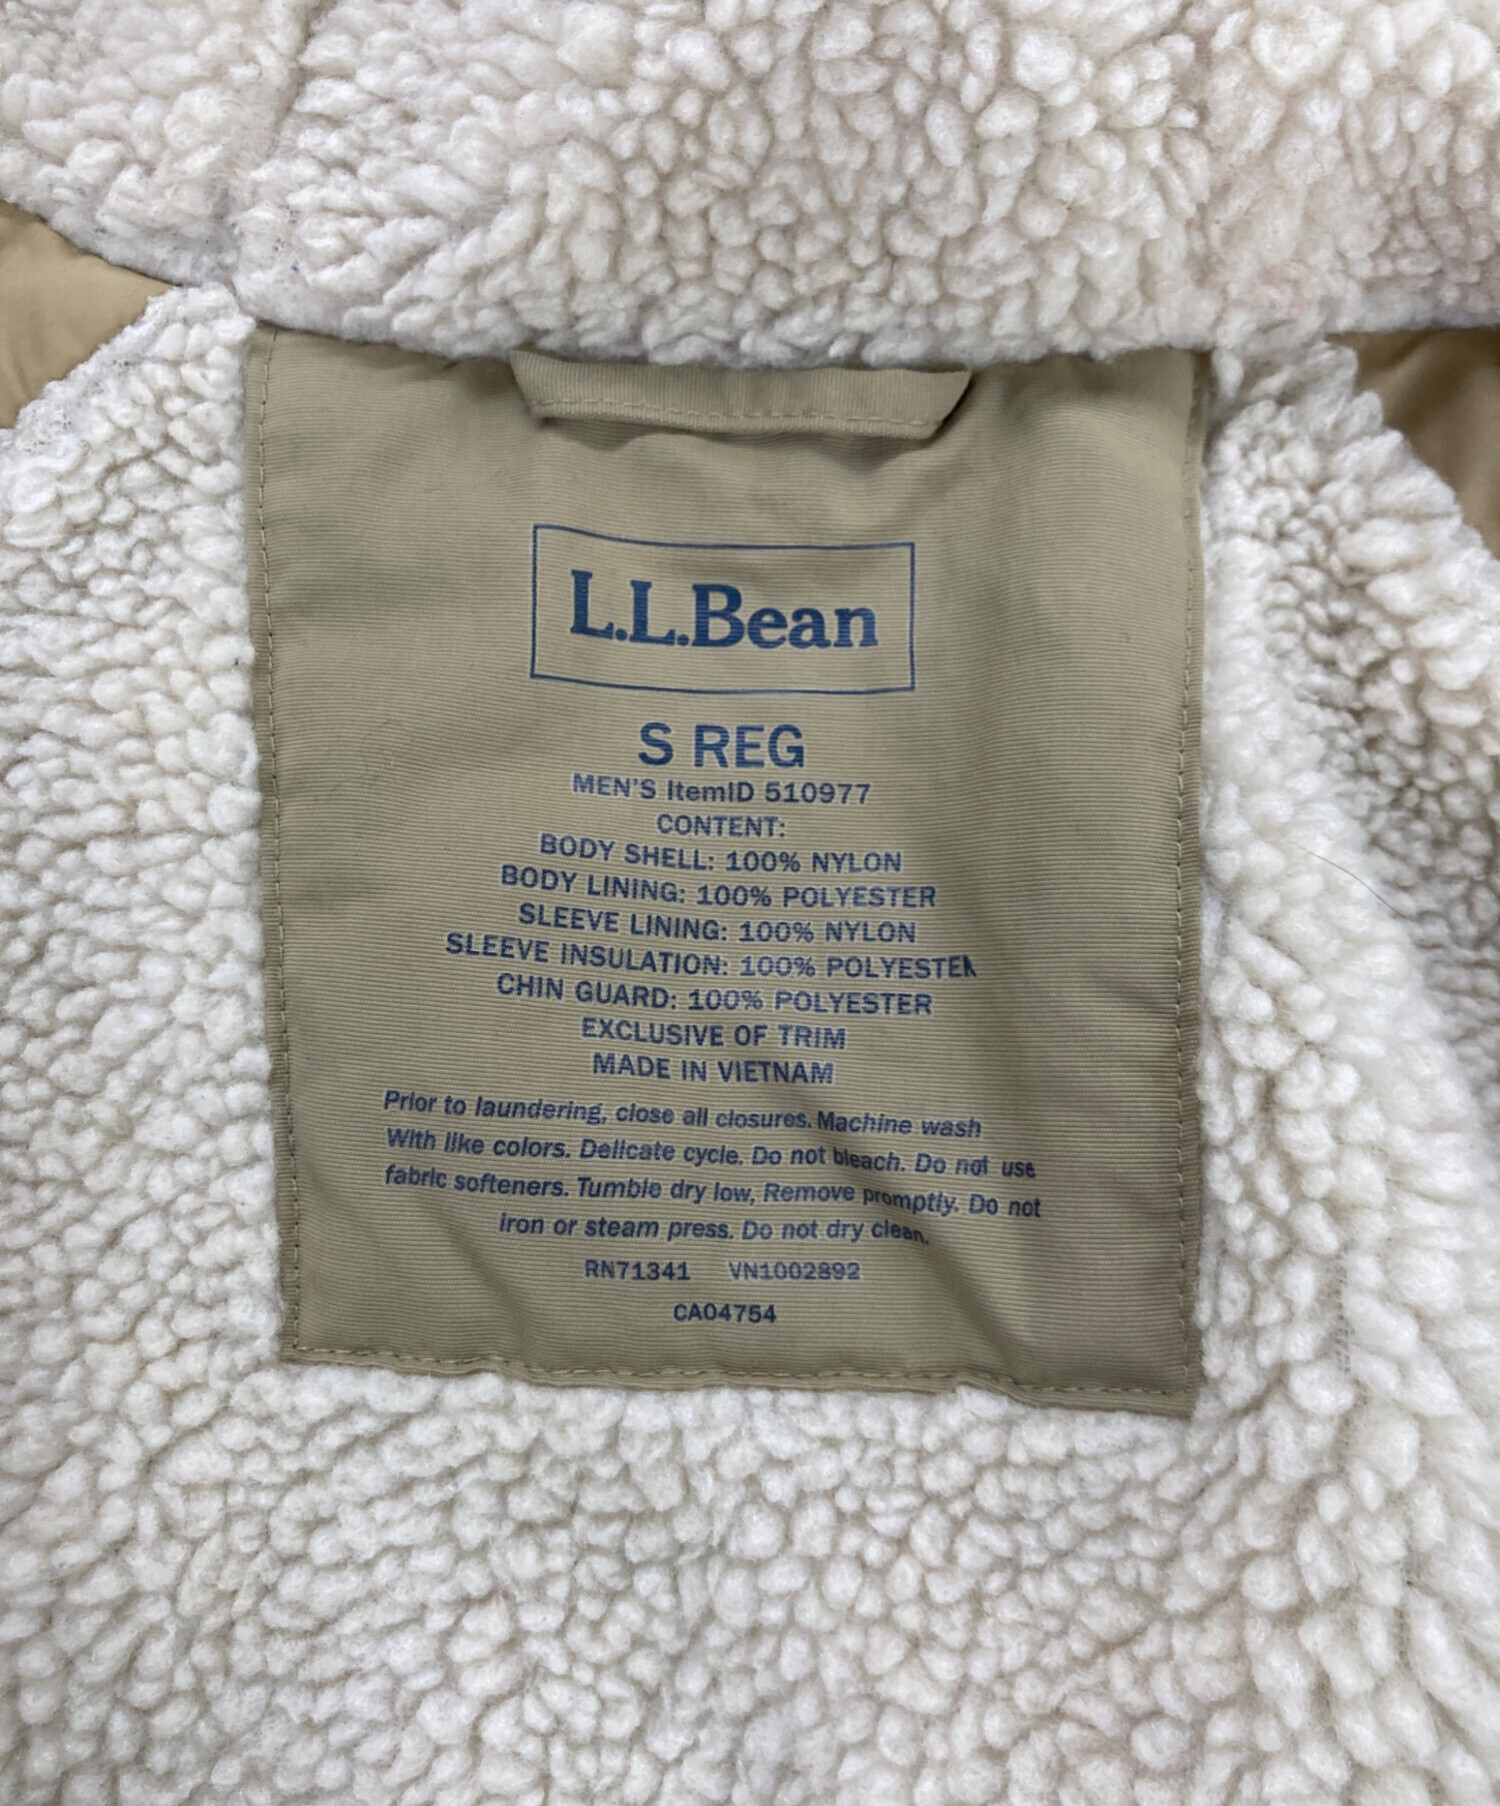 L.L.Bean
S REG
MEN'S ItemID 510977
CONTENT:
BODY SHELL: 100% NYLON
BODY LINING: 100% POLYESTER
SLEEVE LINING: 100% NYLON
SLEEVE INSULATION: 100% POLYESTER
CHIN GUARD: 100% POLYESTER
EXCLUSIVE OF TRIM
MADE IN VIETNAM
Prior to laundering, close all closures. Machine wash
With like colors. Delicate cycle. Do not bleach. Do not use
fabric softeners. Tumble dry low, Remove promptly. Do not
iron or steam press. Do not dry clean.
RN71341 VN1002892
CA04754